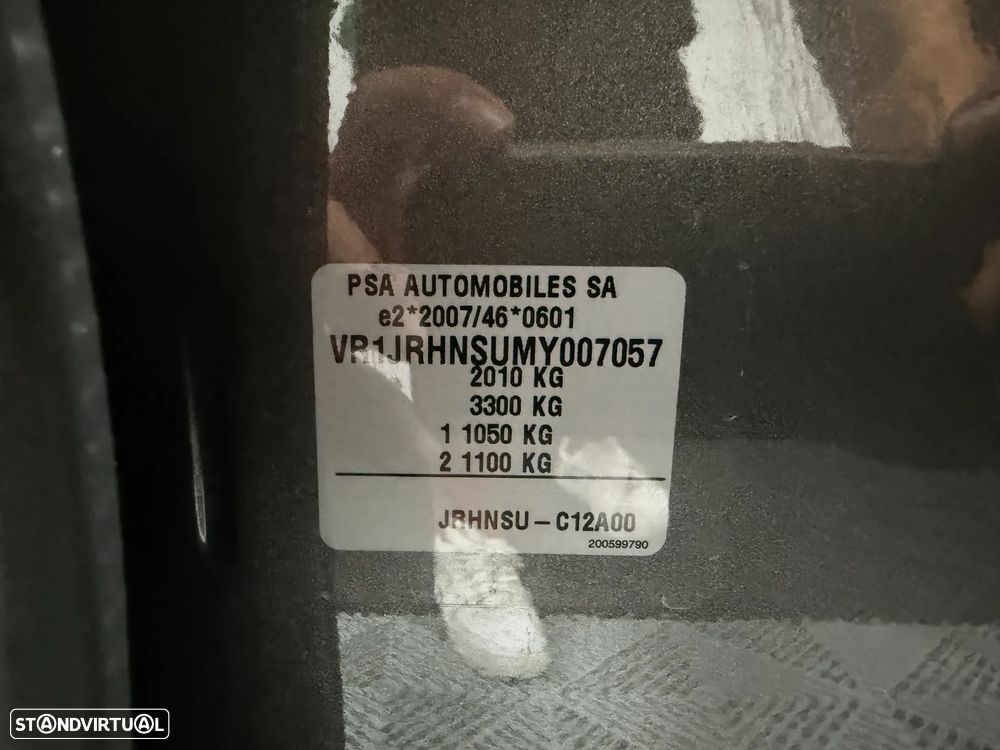 PSA AUTOMOBILES SA
e2*2007/46*0601
VR1JRHNSUMY007057
2010 KG
3300 KG
1 1050 KG
2 1100 KG
JRHNSU – C12A00
200599790
STANDVIRTUAL